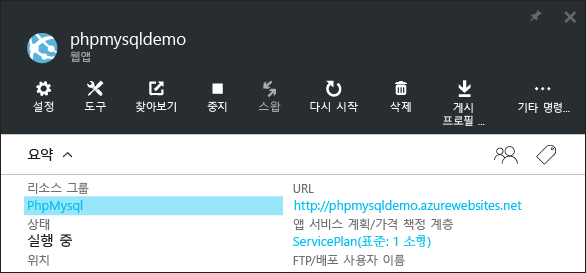 phpmysqldemo
웹앱
설정 도구 찾아보기 중지 스왑 다시 시작 삭제 게시 프로필 ... 기타 명령...
요약
리소스 그룹 URL
PhpMysql http://phpmysqldemo.azurewebsites.net
상태 앱 서비스 계획/가격 책정 계층
실행 중 ServicePlan(표준: 1 소형)
위치 FTP/배포 사용자 이름